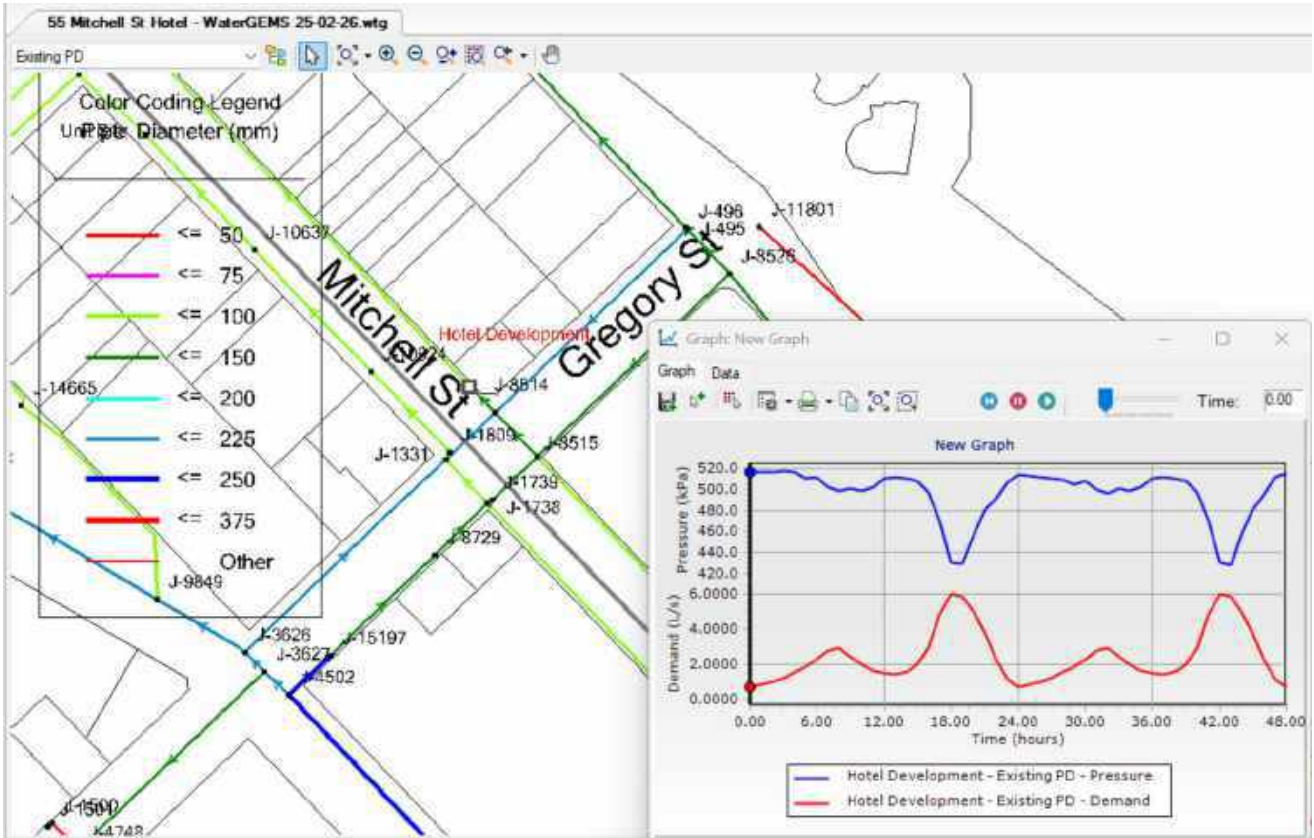 55 Mitchell St Hotel - WaterGEMS 25-02-26.wtg
Existing PD
Color Coding Legend
Pipe: Diameter (mm)
<= 50
<= 75
<= 100
<= 150
<= 200
<= 225
<= 250
<= 375
Other
J-10637
J-496
J-11801
J-495
J-8526
Mitchell St
Gregory St
Hotel Development
J-8514
-14665
J-1809
J-8515
J-1331
J-1739
J-1738
J-8729
J-9849
J-3626
J-15197
J-3627
-4502
J-1500
J-1501
J-4748
Graph: New Graph
Graph Data
Time: 0.00
New Graph
Pressure (kPa)
520.0
500.0
480.0
460.0
440.0
420.0
Demand (L/s)
6.0000
4.0000
2.0000
0.0000
0.00 6.00 12.00 18.00 24.00 30.00 36.00 42.00 48.00
Time (hours)
Hotel Development - Existing PD - Pressure
Hotel Development - Existing PD - Demand